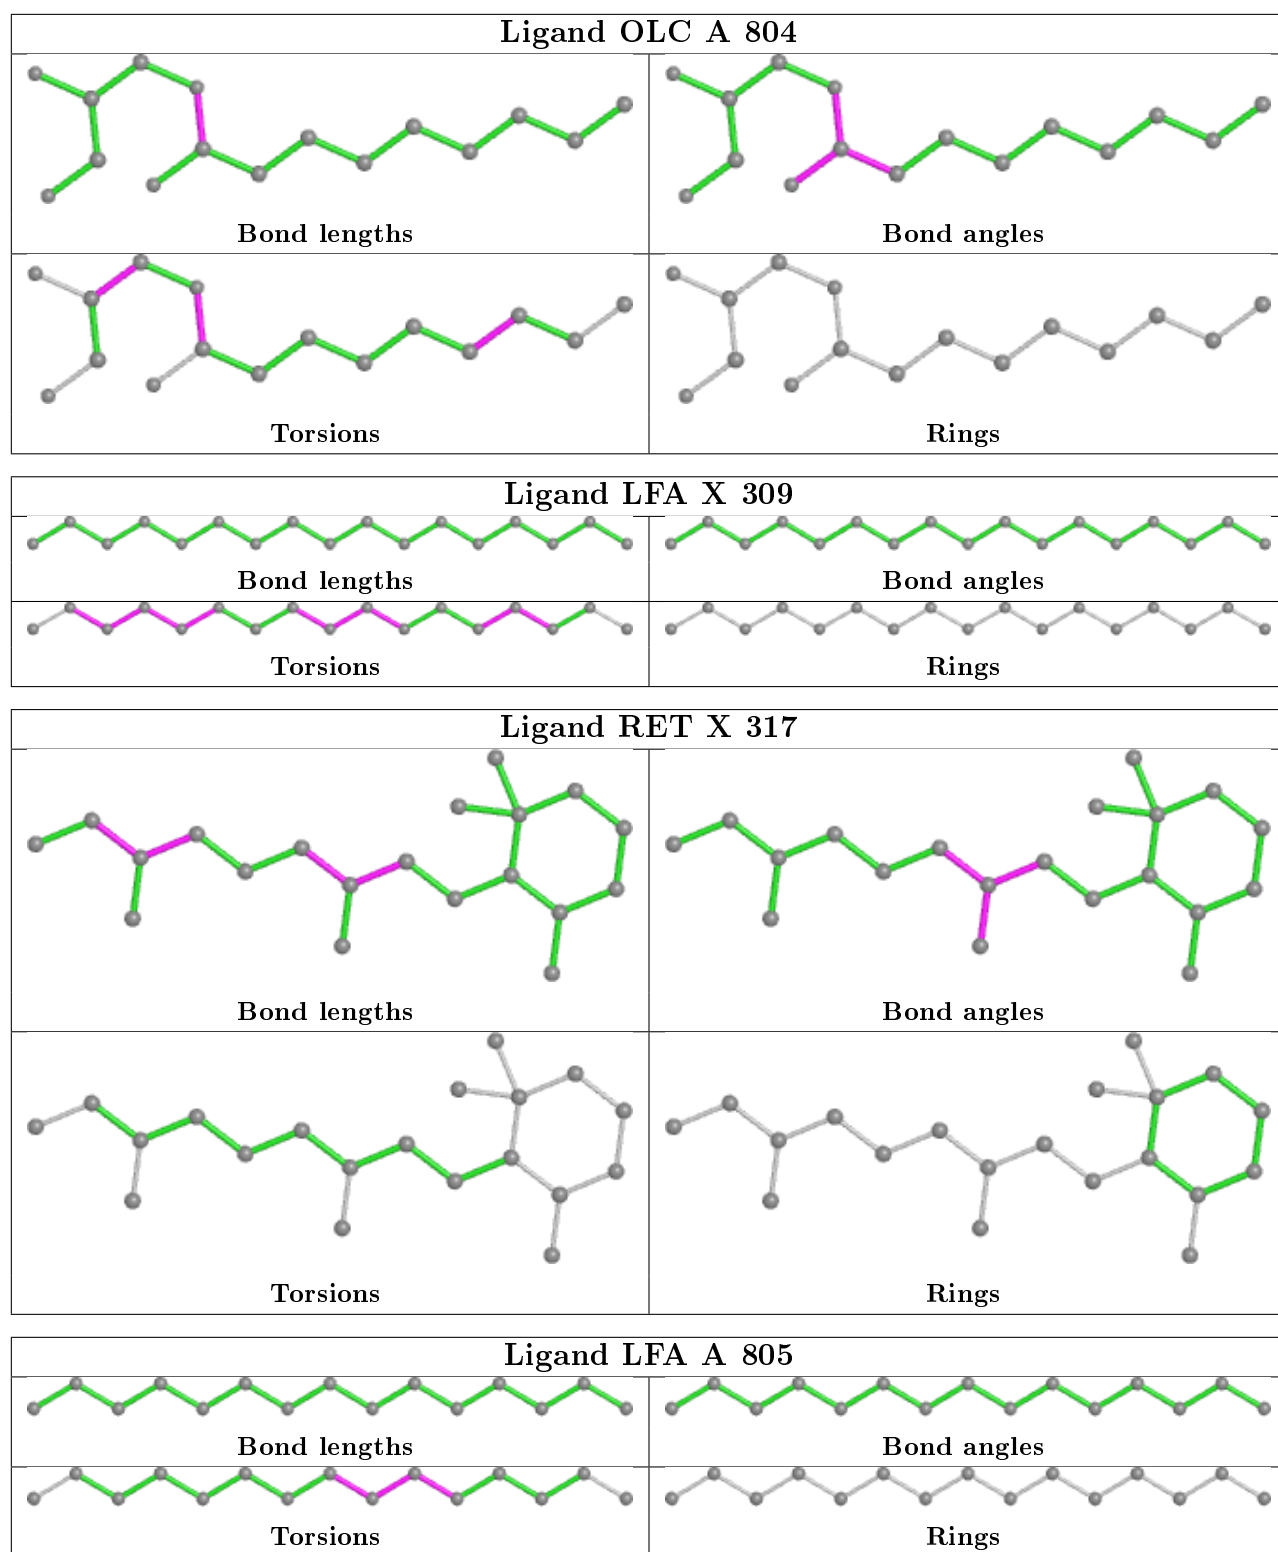 Ligand OLC A 804
Bond lengths
Bond angles
Torsions
Rings
Ligand LFA X 309
Bond lengths
Bond angles
Torsions
Rings
Ligand RET X 317
Bond lengths
Bond angles
Torsions
Rings
Ligand LFA A 805
Bond lengths
Bond angles
Torsions
Rings